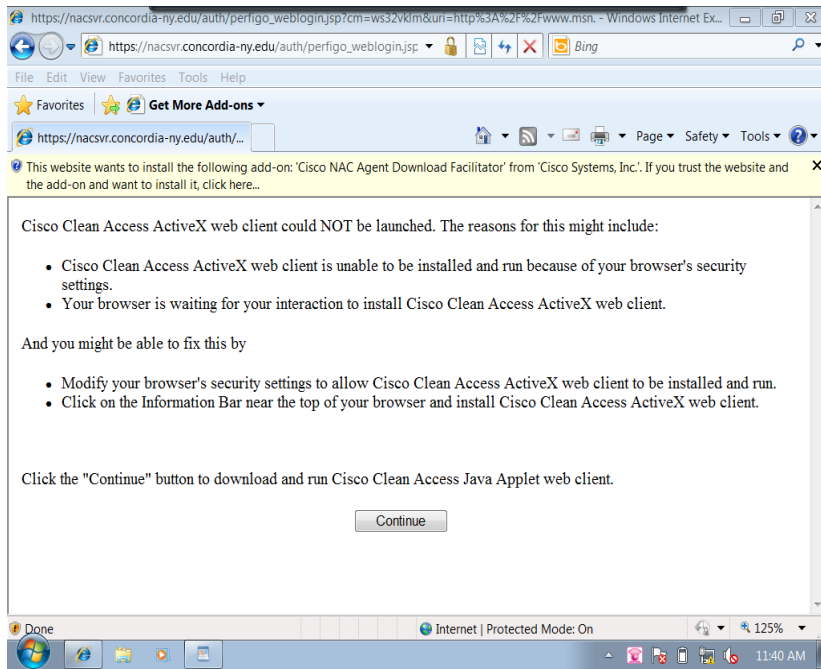 https://nacsvr.concordia-ny.edu/auth/perfigo_weblogin.jsp?cm=ws32vklm&uri=http%3A%2F%2Fwww.msn. - Windows Internet Ex...
https://nacsvr.concordia-ny.edu/auth/perfigo_weblogin.jsp
Bing
File Edit View Favorites Tools Help
Favorites Get More Add-ons
https://nacsvr.concordia-ny.edu/auth/... Page Safety Tools
This website wants to install the following add-on: 'Cisco NAC Agent Download Facilitator' from 'Cisco Systems, Inc.'. If you trust the website and
the add-on and want to install it, click here...
Cisco Clean Access ActiveX web client could NOT be launched. The reasons for this might include:
• Cisco Clean Access ActiveX web client is unable to be installed and run because of your browser's security
settings.
• Your browser is waiting for your interaction to install Cisco Clean Access ActiveX web client.
And you might be able to fix this by
• Modify your browser's security settings to allow Cisco Clean Access ActiveX web client to be installed and run.
• Click on the Information Bar near the top of your browser and install Cisco Clean Access ActiveX web client.
Click the "Continue" button to download and run Cisco Clean Access Java Applet web client.
Continue
Done Internet | Protected Mode: On 125%
11:40 AM